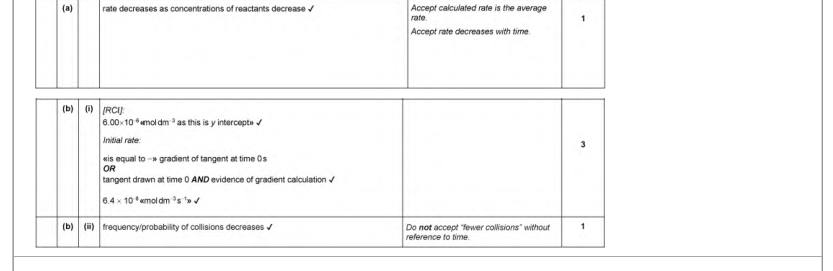 (a) rate decreases as concentrations of reactants decrease ✓ Accept calculated rate is the average
rate. 1
Accept rate decreases with time.
(b) (i) [RCl]:
6.00×10⁻⁶ «mol dm⁻³ as this is y intercept» ✓
Initial rate:
3
«is equal to −» gradient of tangent at time 0s
OR
tangent drawn at time 0 AND evidence of gradient calculation ✓
6.4 × 10 «mol dm⁻³ s⁻¹» ✓
(b) (ii) frequency/probability of collisions decreases ✓ Do not accept "fewer collisions" without 1
reference to time.